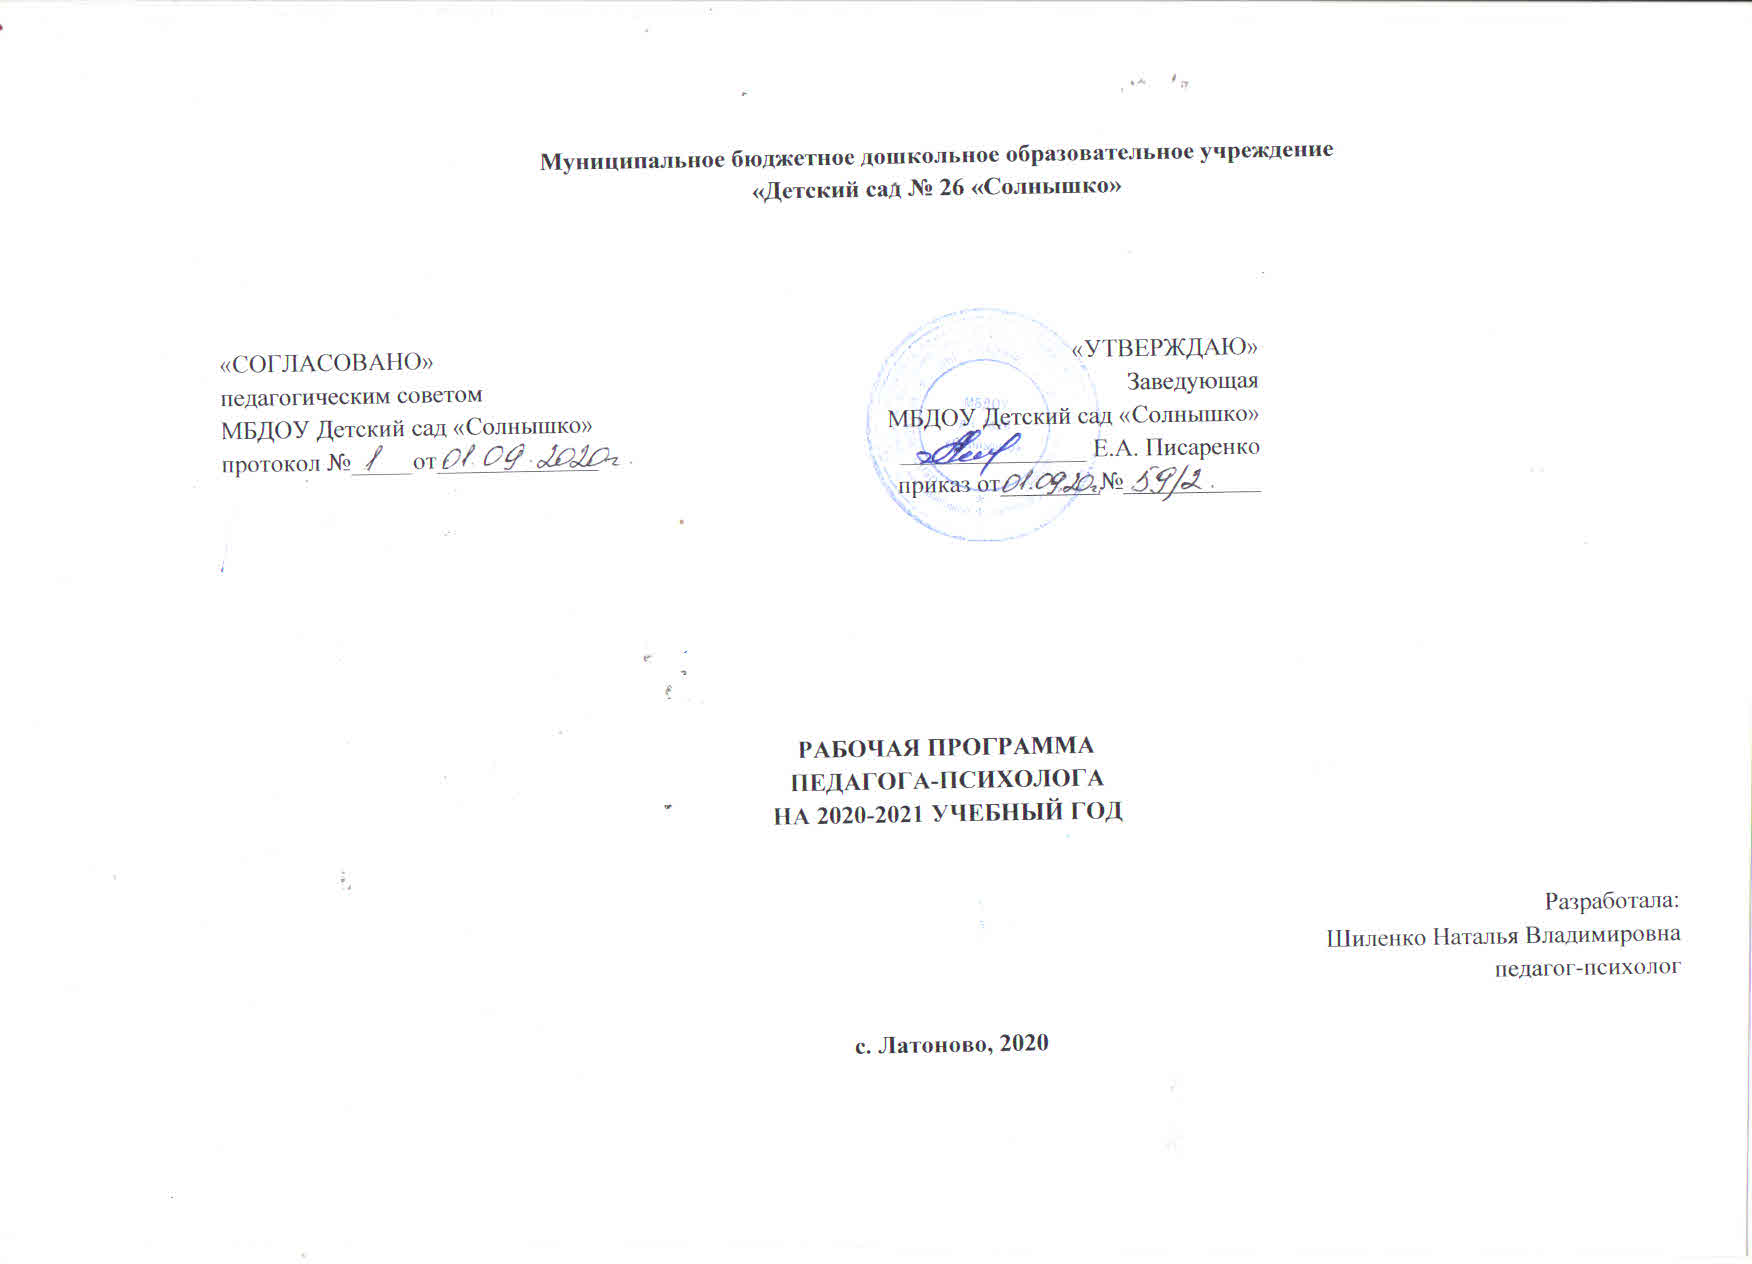 Муниципальное бюджетное дошкольное образовательное учреждение
«Детский сад № 26 «Солнышко»
«СОГЛАСОВАНО»
педагогическим советом
МБДОУ Детский сад «Солнышко»
протокол № 1 от 01.09.2020г.
«УТВЕРЖДАЮ»
Заведующая
МБДОУ Детский сад «Солнышко»
Е.А. Писаренко
приказ от 01.09.20г. № 59/2.
МБДОУ
РАБОЧАЯ ПРОГРАММА
ПЕДАГОГА-ПСИХОЛОГА
НА 2020-2021 УЧЕБНЫЙ ГОД
Разработала:
Шиленко Наталья Владимировна
педагог-психолог
с. Латоново, 2020